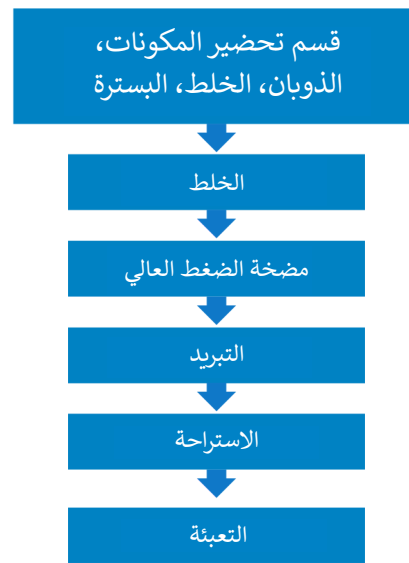 قسم تحضير المكونات،
الذوبان، الخلط، البسترة
الخلط
مضخة الضغط العالي
التبريد
الاستراحة
التعبئة